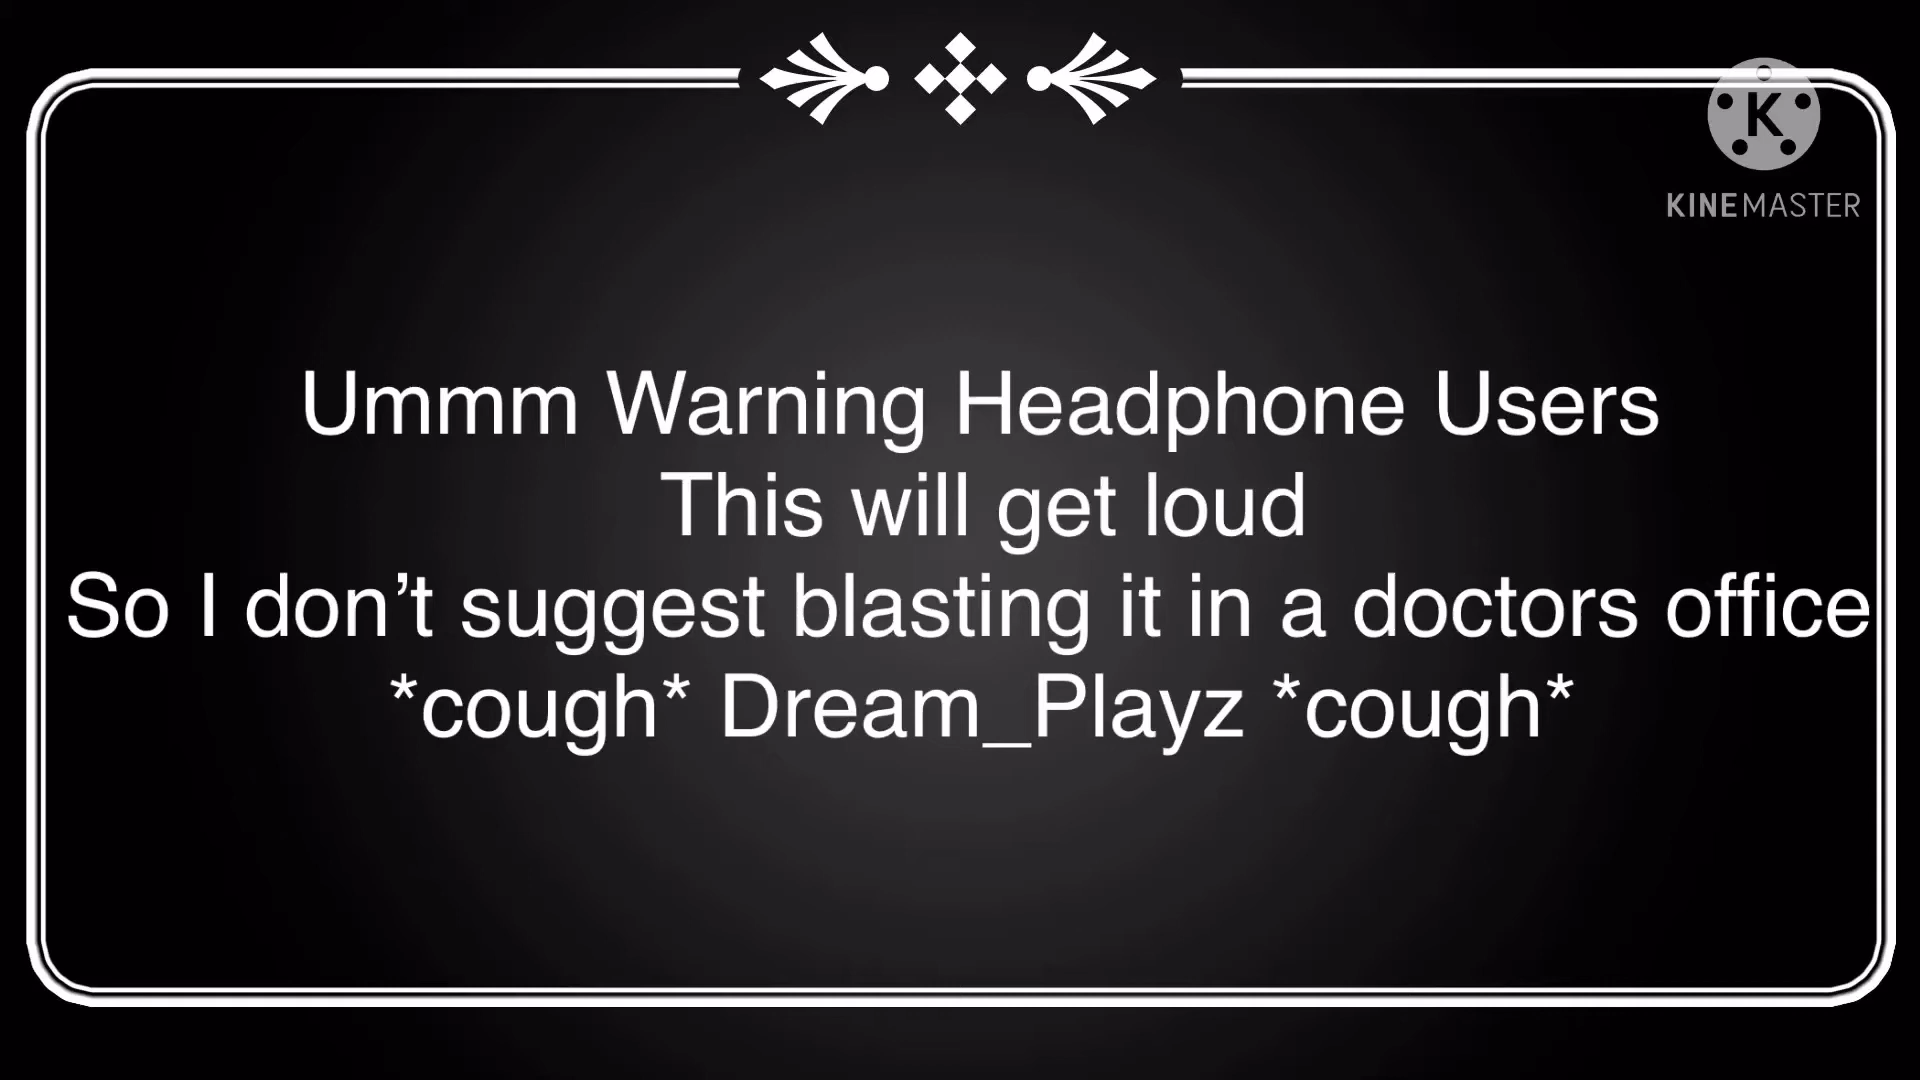 K
KINEMASTER
Ummm Warning Headphone Users
This will get loud
So I don’t suggest blasting it in a doctors office
*cough* Dream_Playz *cough*